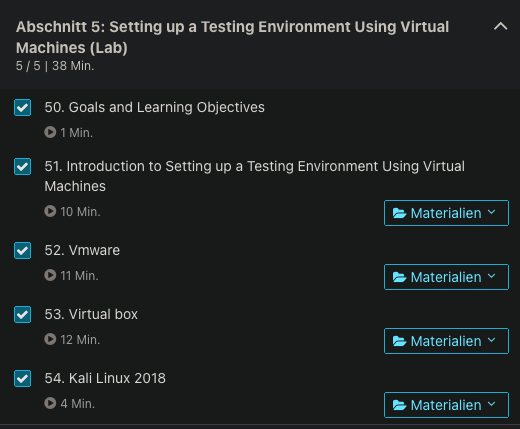 Abschnitt 5: Setting up a Testing Environment Using Virtual
Machines (Lab)
5 / 5 | 38 Min.
50. Goals and Learning Objectives
1 Min.
51. Introduction to Setting up a Testing Environment Using Virtual
Machines
10 Min.
Materialien
52. Vmware
11 Min.
Materialien
53. Virtual box
12 Min.
Materialien
54. Kali Linux 2018
4 Min.
Materialien